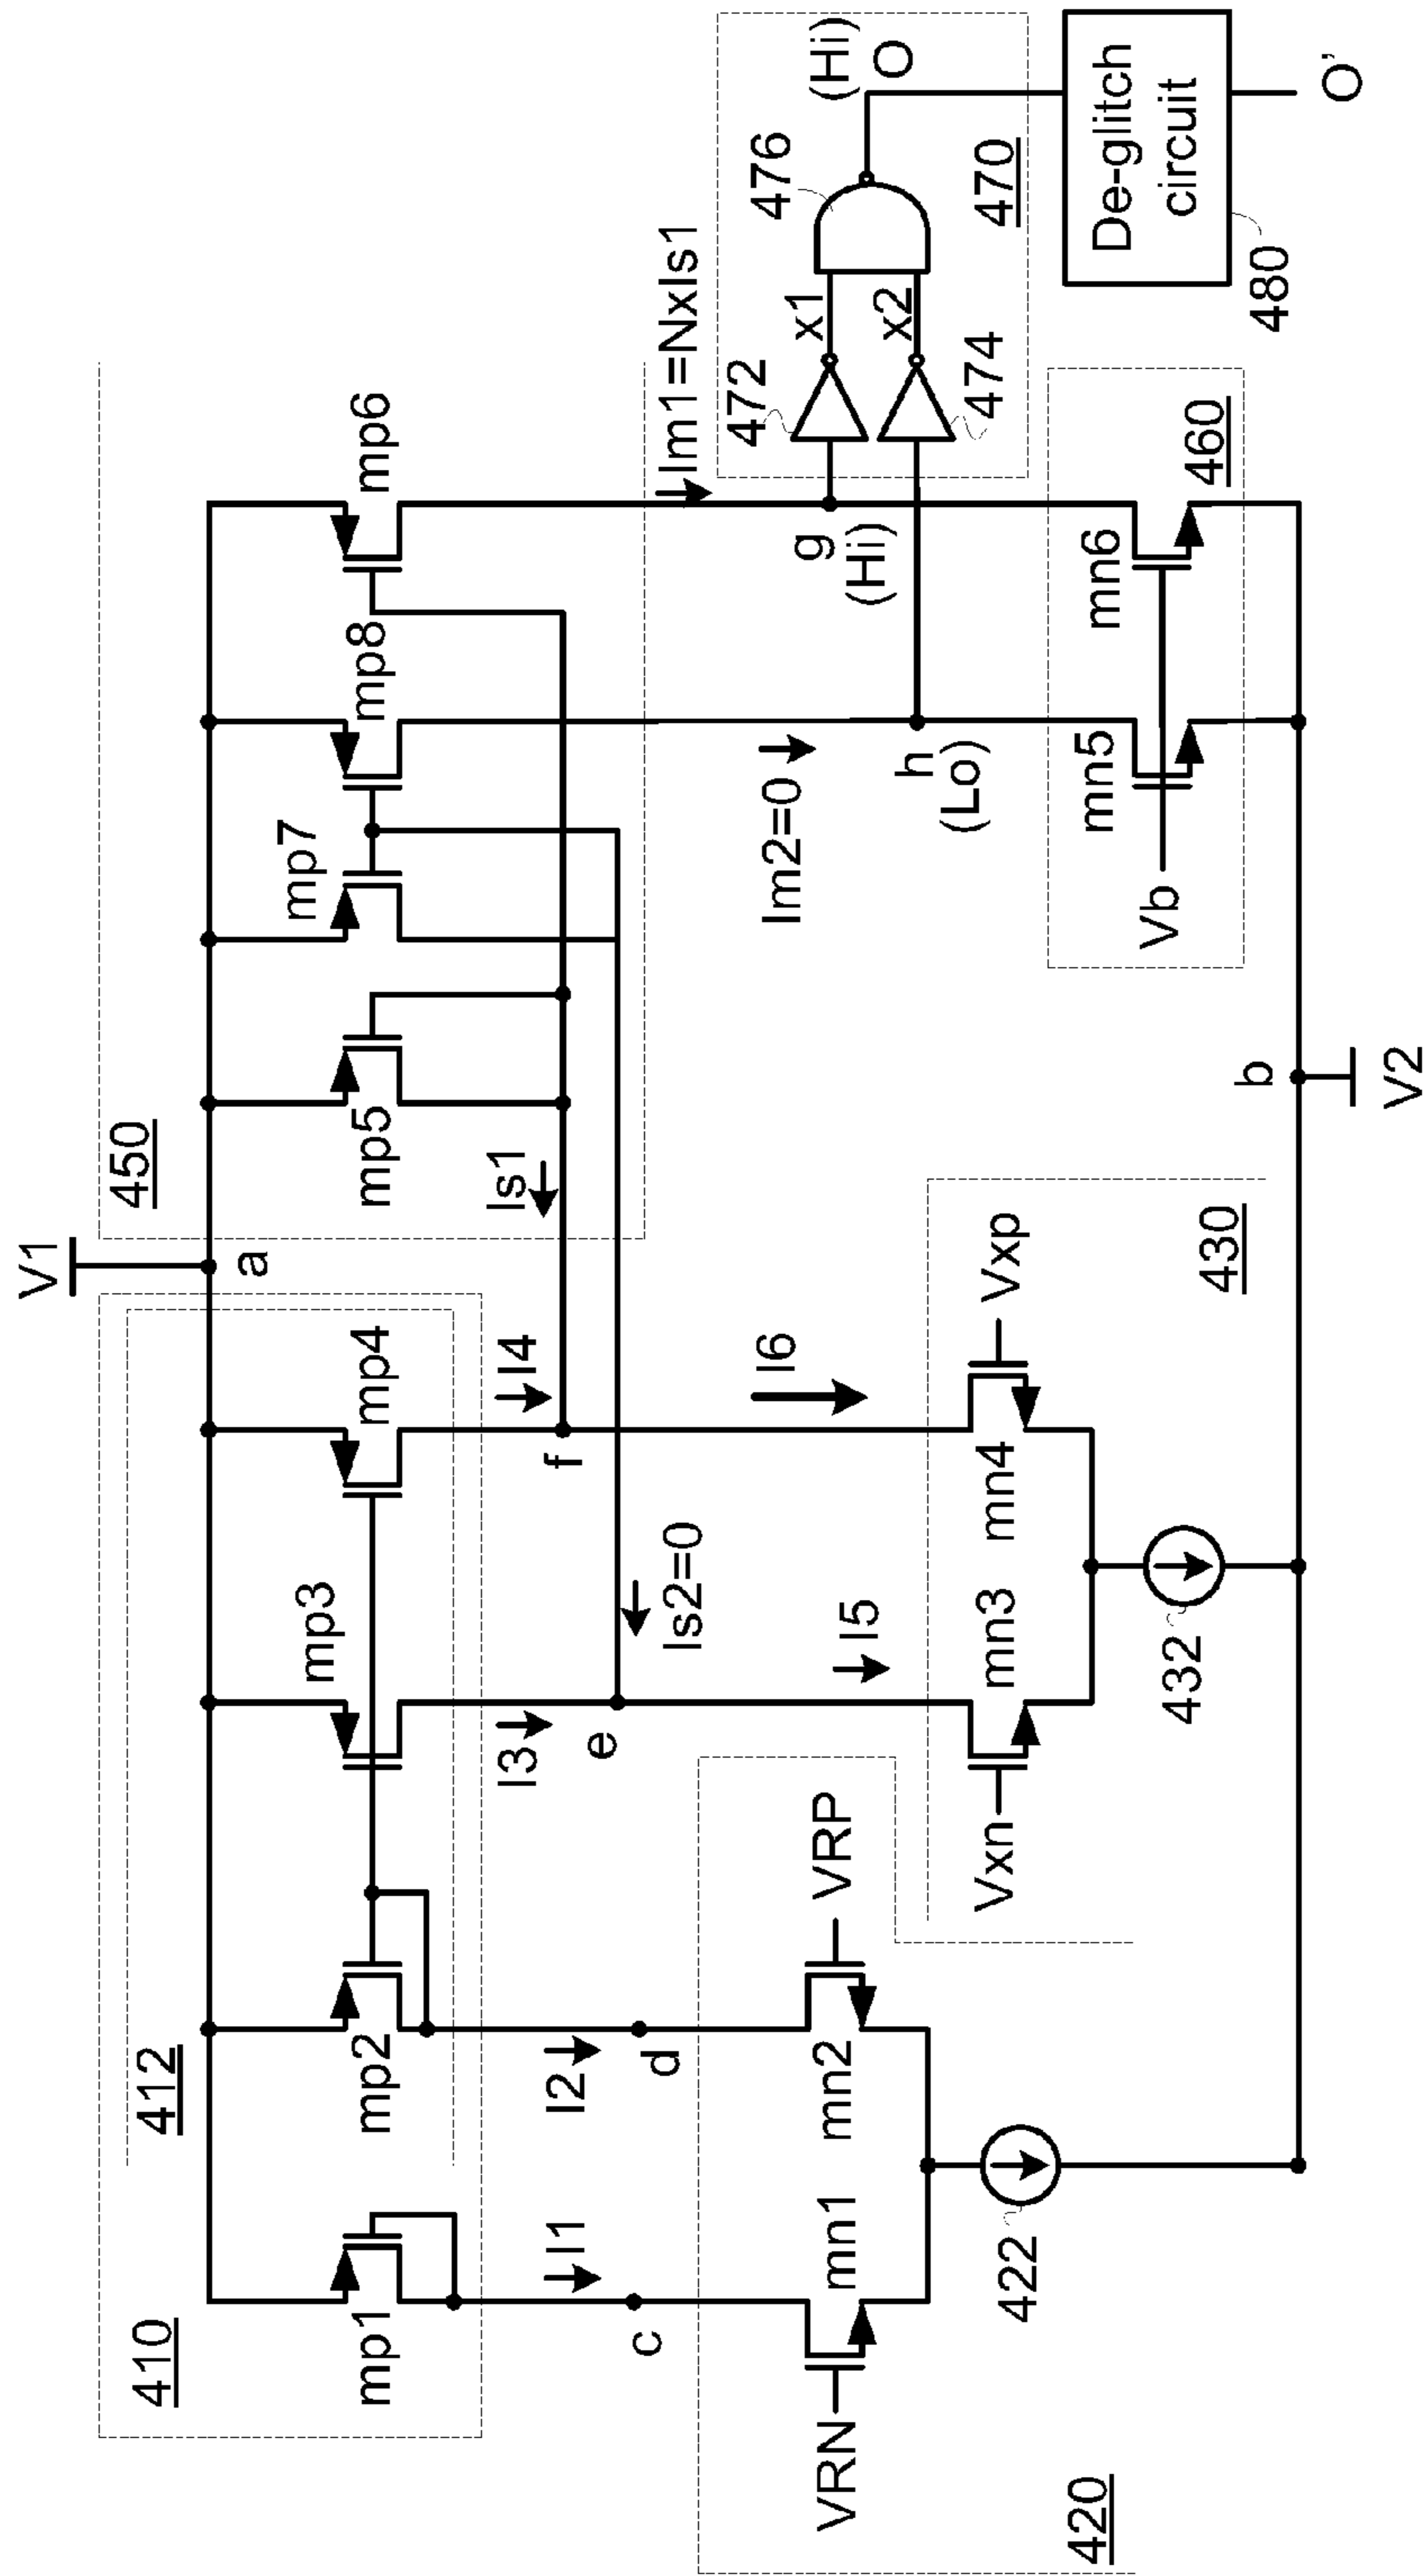 V1
a
410
412
450
mp1
mp2
mp3
mp4
mp5
mp7
mp8
mp6
I1
I2
I3
I4
Is1
Is2=0
Im2=0
Im1=NxIs1
c
d
e
f
I5
I6
g
(Hi)
h
(Lo)
472
474
x1
x2
476
470
(Hi)
O
De-glitch
circuit
480
O'
VRN
mn1
mn2
VRP
Vxn
mn3
mn4
Vxp
Vb
mn5
mn6
460
420
422
432
430
b
V2